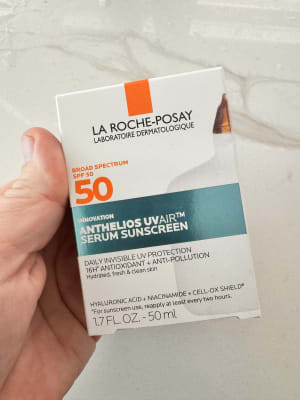 LA ROCHE-POSAY
LABORATOIRE DERMATOLOGIQUE
BROAD SPECTRUM
SPF 50
50
INNOVATION
ANTHELIOS UVAIR™
SERUM SUNSCREEN
DAILY INVISIBLE UV PROTECTION
16H* ANTIOXIDANT + ANTI-POLLUTION
Hydrated, fresh & clean skin
HYALURONIC ACID + NIACINAMIDE + CELL-OX SHIELD®
*For sunscreen use, reapply at least every two hours.
1.7 FL. OZ. - 50 ml